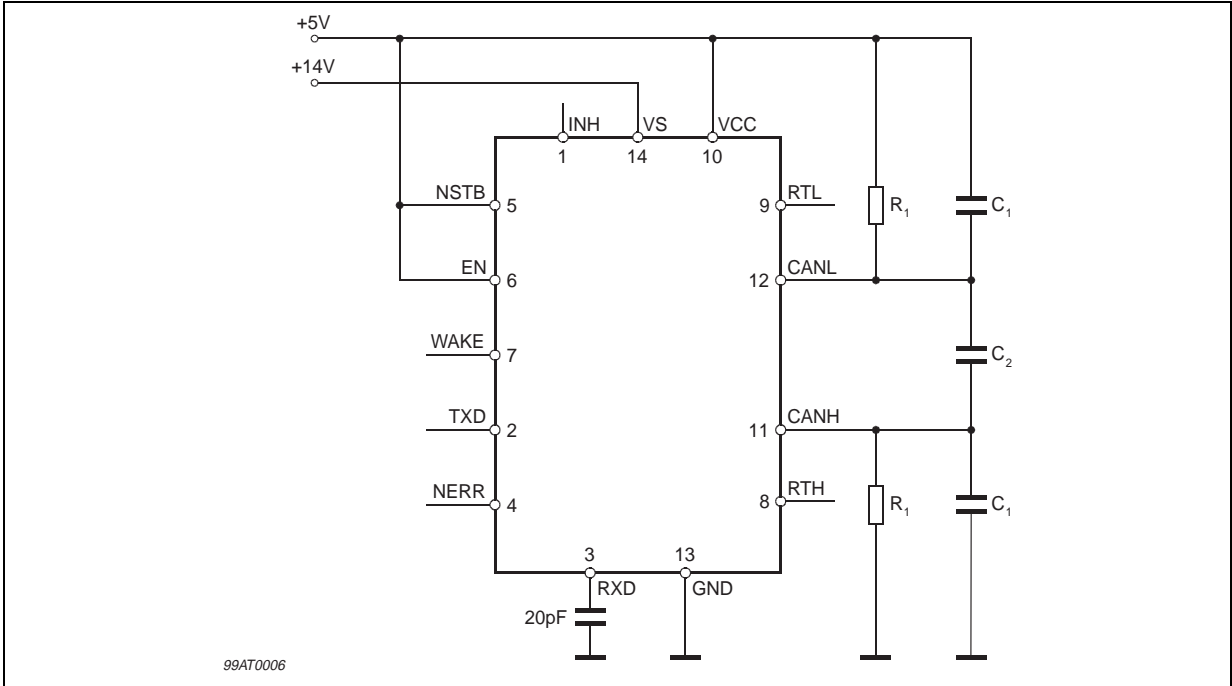 +5V
+14V
INH VS VCC
1 14 10
NSTB 5 9 RTL R1 C1
EN 6 12 CANL
WAKE 7 C2
TXD 2 11 CANH
NERR 4 8 RTH R1 C1
3 13
RXD GND
20pF
99AT0006